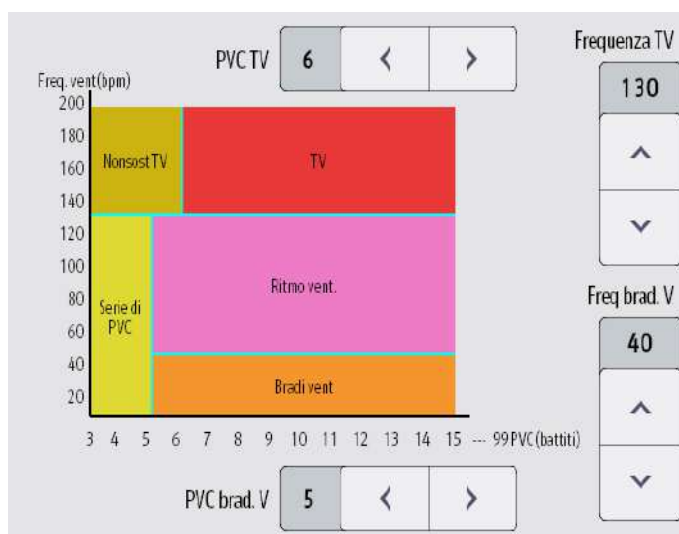 PVC TV 6
Frequenza TV
130
Freq. vent(bpm)
200
180
160
140
120
100
80
60
40
20
Nonsost TV
TV
Serie di
PVC
Ritmo vent.
Bradi vent
Freq brad. V
40
3 4 5 6 7 8 9 10 11 12 13 14 15 --- 99 PVC(battiti)
PVC brad. V 5